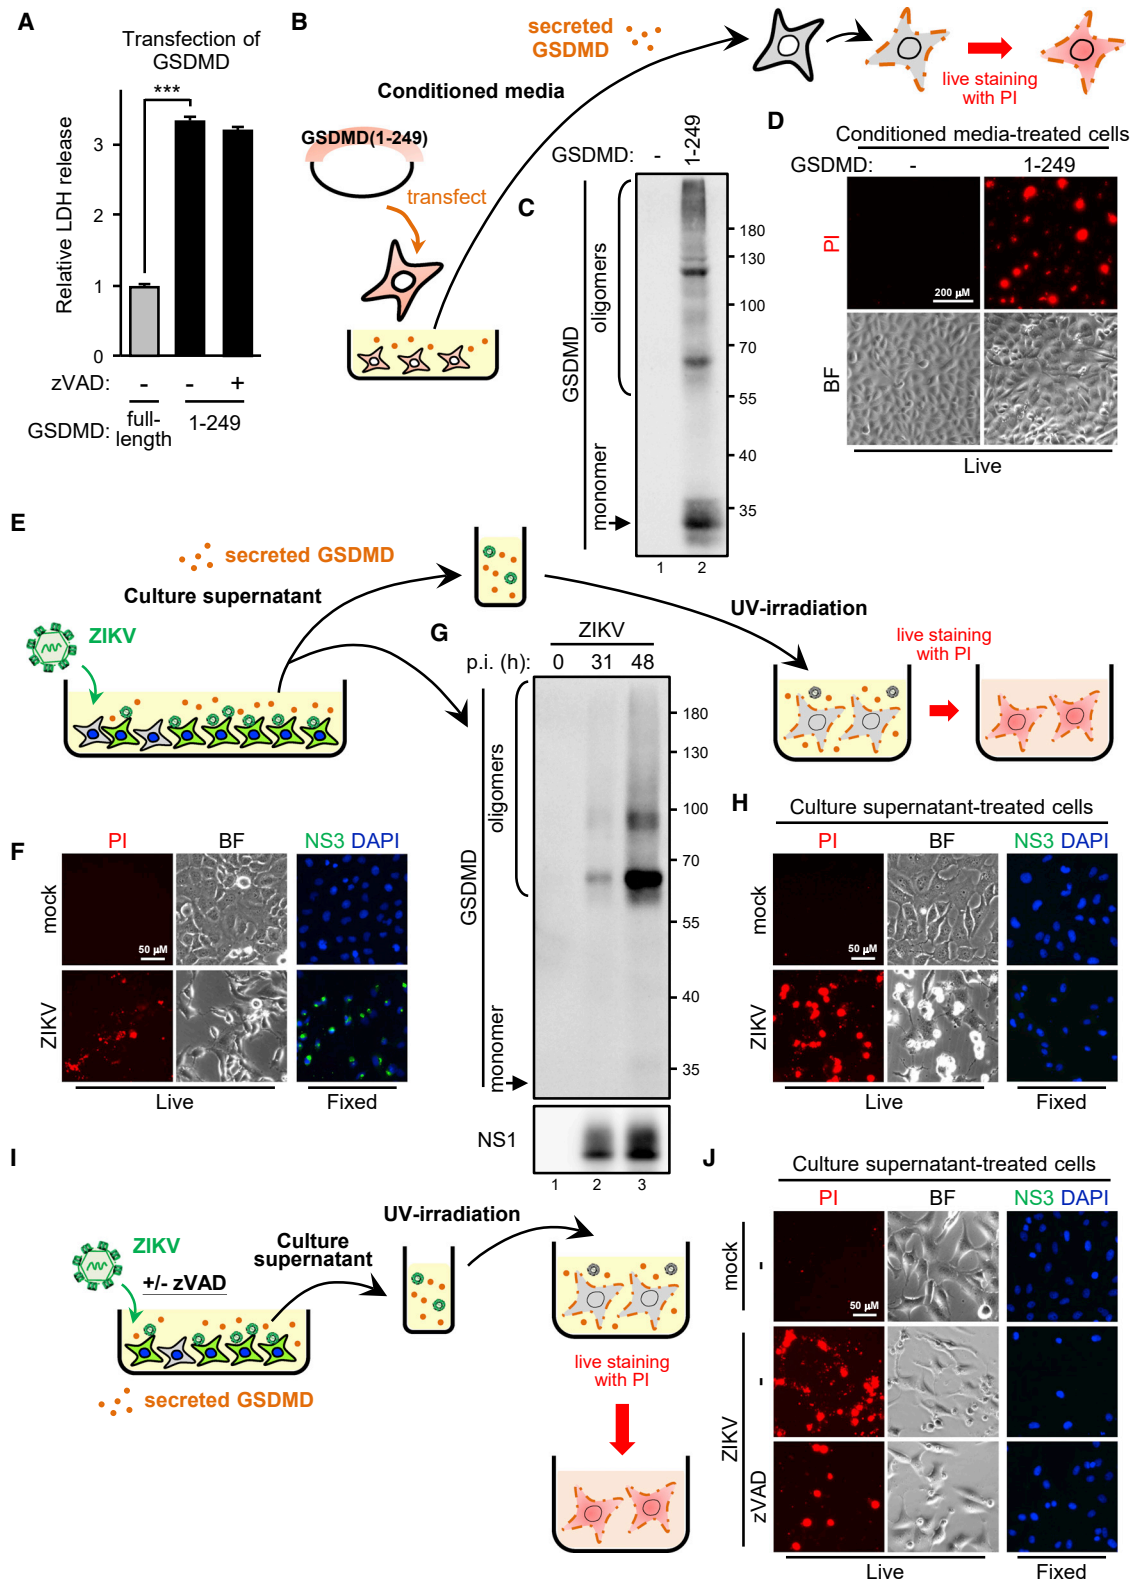 A
Transfection of
GSDMD
***
Relative LDH release
3
2
1
0
zVAD: - - +
GSDMD: full-length 1-249
B
secreted
GSDMD
Conditioned media
GSDMD(1-249)
transfect
live staining
with PI
C
GSDMD: - 1-249
GSDMD
oligomers
monomer
180
130
100
70
55
40
35
1 2
D
Conditioned media-treated cells
GSDMD: - 1-249
PI
200 µM
BF
Live
E
secreted GSDMD
Culture supernatant
ZIKV
UV-irradiation
live staining
with PI
F
PI BF NS3 DAPI
mock
50 µM
ZIKV
Live Fixed
G
ZIKV
p.i. (h): 0 31 48
GSDMD
oligomers
monomer
180
130
100
70
55
40
35
NS1
1 2 3
H
Culture supernatant-treated cells
PI BF NS3 DAPI
mock
50 µM
ZIKV
Live Fixed
I
ZIKV
+/- zVAD
Culture
supernatant
UV-irradiation
secreted GSDMD
live staining
with PI
J
Culture supernatant-treated cells
PI BF NS3 DAPI
mock
-
50 µM
ZIKV
-
zVAD
Live Fixed